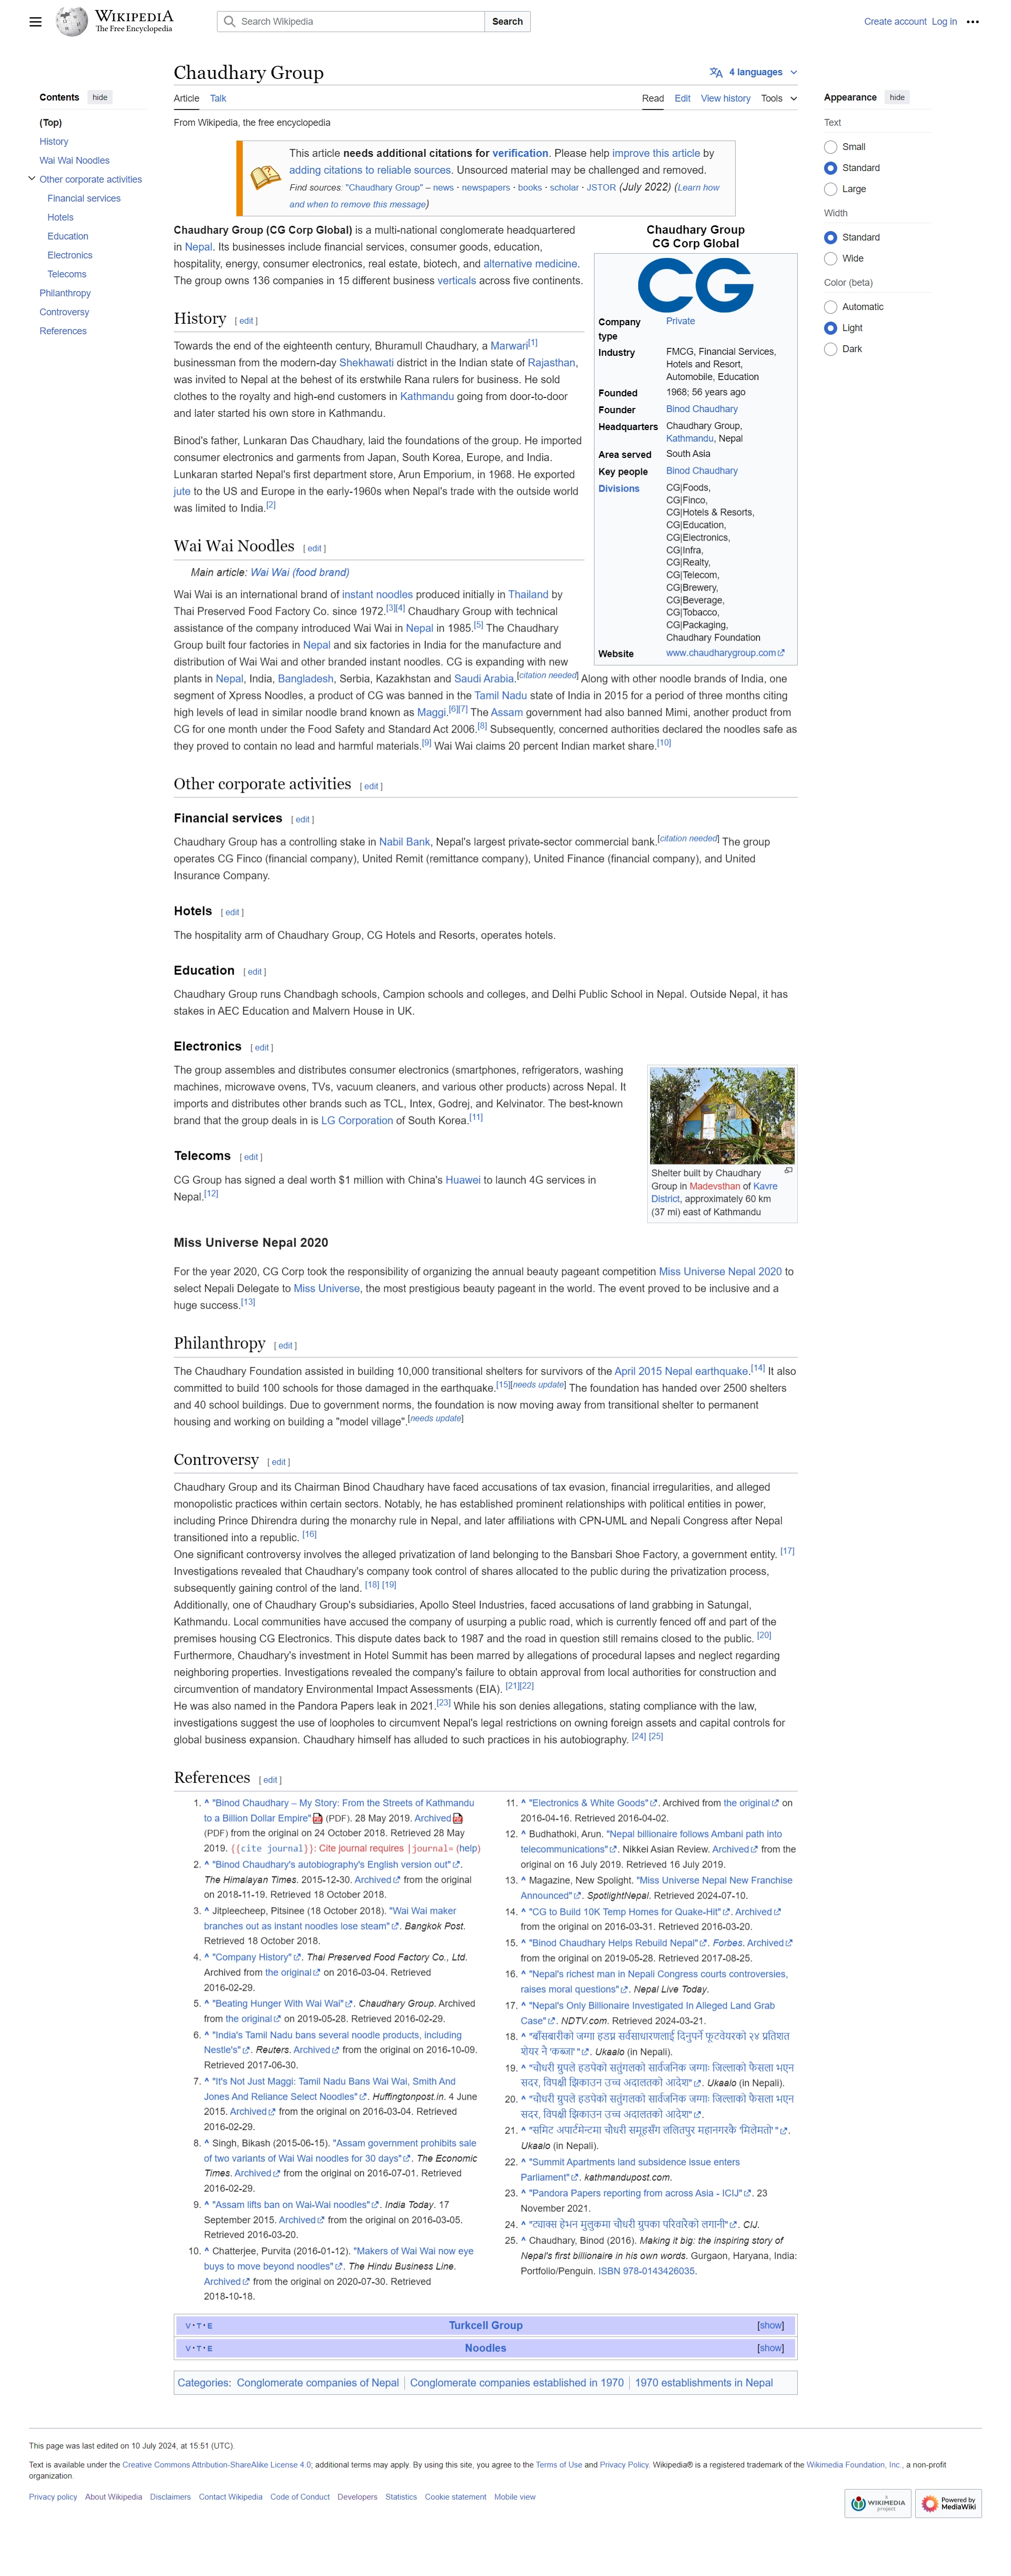 WIKIPEDIA
The Free Encyclopedia
Search Wikipedia
Search
Create account Log in •••
Contents hide
(Top)
History
Wai Wai Noodles
Other corporate activities
Financial services
Hotels
Education
Electronics
Telecoms
Philanthropy
Controversy
References
Chaudhary Group
4 languages
Article Talk
Read Edit View history Tools
From Wikipedia, the free encyclopedia
Appearance hide
Text
Small
Standard
Large
Width
Standard
Wide
Color (beta)
Automatic
Light
Dark
This article needs additional citations for verification. Please help improve this article by
adding citations to reliable sources. Unsourced material may be challenged and removed.
Find sources: "Chaudhary Group" – news · newspapers · books · scholar · JSTOR (July 2022) (Learn how
and when to remove this message)
Chaudhary Group (CG Corp Global) is a multi-national conglomerate headquartered
in Nepal. Its businesses include financial services, consumer goods, education,
hospitality, energy, consumer electronics, real estate, biotech, and alternative medicine.
The group owns 136 companies in 15 different business verticals across five continents.
Chaudhary Group
CG Corp Global
CG
Company type Private
Industry FMCG, Financial Services,
Hotels and Resort,
Automobile, Education
Founded 1968; 56 years ago
Founder Binod Chaudhary
Headquarters Chaudhary Group,
Kathmandu, Nepal
Area served South Asia
Key people Binod Chaudhary
Divisions CG|Foods,
CG|Finco,
CG|Hotels & Resorts,
CG|Education,
CG|Electronics,
CG|Infra,
CG|Realty,
CG|Telecom,
CG|Brewery,
CG|Beverage,
CG|Tobacco,
CG|Packaging,
Chaudhary Foundation
Website www.chaudharygroup.com
History [ edit ]
Towards the end of the eighteenth century, Bhuramull Chaudhary, a Marwari[1]
businessman from the modern-day Shekhawati district in the Indian state of Rajasthan,
was invited to Nepal at the behest of its erstwhile Rana rulers for business. He sold
clothes to the royalty and high-end customers in Kathmandu going from door-to-door
and later started his own store in Kathmandu.
Binod's father, Lunkaran Das Chaudhary, laid the foundations of the group. He imported
consumer electronics and garments from Japan, South Korea, Europe, and India.
Lunkaran started Nepal's first department store, Arun Emporium, in 1968. He exported
jute to the US and Europe in the early-1960s when Nepal's trade with the outside world
was limited to India.[2]
Wai Wai Noodles [ edit ]
Main article: Wai Wai (food brand)
Wai Wai is an international brand of instant noodles produced initially in Thailand by
Thai Preserved Food Factory Co. since 1972.[3][4] Chaudhary Group with technical
assistance of the company introduced Wai Wai in Nepal in 1985.[5] The Chaudhary
Group built four factories in Nepal and six factories in India for the manufacture and
distribution of Wai Wai and other branded instant noodles. CG is expanding with new
plants in Nepal, India, Bangladesh, Serbia, Kazakhstan and Saudi Arabia.[citation needed] Along with other noodle brands of India, one
segment of Xpress Noodles, a product of CG was banned in the Tamil Nadu state of India in 2015 for a period of three months citing
high levels of lead in similar noodle brand known as Maggi.[6][7] The Assam government had also banned Mimi, another product from
CG for one month under the Food Safety and Standard Act 2006.[8] Subsequently, concerned authorities declared the noodles safe as
they proved to contain no lead and harmful materials.[9] Wai Wai claims 20 percent Indian market share.[10]
Other corporate activities [ edit ]
Financial services [ edit ]
Chaudhary Group has a controlling stake in Nabil Bank, Nepal's largest private-sector commercial bank.[citation needed] The group
operates CG Finco (financial company), United Remit (remittance company), United Finance (financial company), and United
Insurance Company.
Hotels [ edit ]
The hospitality arm of Chaudhary Group, CG Hotels and Resorts, operates hotels.
Education [ edit ]
Chaudhary Group runs Chandbagh schools, Campion schools and colleges, and Delhi Public School in Nepal. Outside Nepal, it has
stakes in AEC Education and Malvern House in UK.
Electronics [ edit ]
The group assembles and distributes consumer electronics (smartphones, refrigerators, washing
machines, microwave ovens, TVs, vacuum cleaners, and various other products) across Nepal. It
imports and distributes other brands such as TCL, Intex, Godrej, and Kelvinator. The best-known
brand that the group deals in is LG Corporation of South Korea.[11]
Shelter built by Chaudhary
Group in Madevsthan of Kavre
District, approximately 60 km
(37 mi) east of Kathmandu
Telecoms [ edit ]
CG Group has signed a deal worth $1 million with China's Huawei to launch 4G services in
Nepal.[12]
Miss Universe Nepal 2020
For the year 2020, CG Corp took the responsibility of organizing the annual beauty pageant competition Miss Universe Nepal 2020 to
select Nepali Delegate to Miss Universe, the most prestigious beauty pageant in the world. The event proved to be inclusive and a
huge success.[13]
Philanthropy [ edit ]
The Chaudhary Foundation assisted in building 10,000 transitional shelters for survivors of the April 2015 Nepal earthquake.[14] It also
committed to build 100 schools for those damaged in the earthquake.[15][needs update] The foundation has handed over 2500 shelters
and 40 school buildings. Due to government norms, the foundation is now moving away from transitional shelter to permanent
housing and working on building a "model village".[needs update]
Controversy [ edit ]
Chaudhary Group and its Chairman Binod Chaudhary have faced accusations of tax evasion, financial irregularities, and alleged
monopolistic practices within certain sectors. Notably, he has established prominent relationships with political entities in power,
including Prince Dhirendra during the monarchy rule in Nepal, and later affiliations with CPN-UML and Nepali Congress after Nepal
transitioned into a republic. [16]
One significant controversy involves the alleged privatization of land belonging to the Bansbari Shoe Factory, a government entity. [17]
Investigations revealed that Chaudhary's company took control of shares allocated to the public during the privatization process,
subsequently gaining control of the land. [18] [19]
Additionally, one of Chaudhary Group's subsidiaries, Apollo Steel Industries, faced accusations of land grabbing in Satungal,
Kathmandu. Local communities have accused the company of usurping a public road, which is currently fenced off and part of the
premises housing CG Electronics. This dispute dates back to 1987 and the road in question still remains closed to the public. [20]
Furthermore, Chaudhary's investment in Hotel Summit has been marred by allegations of procedural lapses and neglect regarding
neighboring properties. Investigations revealed the company's failure to obtain approval from local authorities for construction and
circumvention of mandatory Environmental Impact Assessments (EIA). [21][22]
He was also named in the Pandora Papers leak in 2021.[23] While his son denies allegations, stating compliance with the law,
investigations suggest the use of loopholes to circumvent Nepal's legal restrictions on owning foreign assets and capital controls for
global business expansion. Chaudhary himself has alluded to such practices in his autobiography. [24] [25]
References [ edit ]
1. ^ "Binod Chaudhary – My Story: From the Streets of Kathmandu
to a Billion Dollar Empire" (PDF). 28 May 2019. Archived
(PDF) from the original on 24 October 2018. Retrieved 28 May
2019. {{cite journal}}: Cite journal requires |journal= (help)
2. ^ "Binod Chaudhary's autobiography's English version out".
The Himalayan Times. 2015-12-30. Archived from the original
on 2018-11-19. Retrieved 18 October 2018.
3. ^ Jitpleecheep, Pitsinee (18 October 2018). "Wai Wai maker
branches out as instant noodles lose steam". Bangkok Post.
Retrieved 18 October 2018.
4. ^ "Company History". Thai Preserved Food Factory Co., Ltd.
Archived from the original on 2016-03-04. Retrieved
2016-02-29.
5. ^ "Beating Hunger With Wai Wai". Chaudhary Group. Archived
from the original on 2019-05-28. Retrieved 2016-02-29.
6. ^ "India's Tamil Nadu bans several noodle products, including
Nestle's". Reuters. Archived from the original on 2016-10-09.
Retrieved 2017-06-30.
7. ^ "It's Not Just Maggi: Tamil Nadu Bans Wai Wai, Smith And
Jones And Reliance Select Noodles". Huffingtonpost.in. 4 June
2015. Archived from the original on 2016-03-04. Retrieved
2016-02-29.
8. ^ Singh, Bikash (2015-06-15). "Assam government prohibits sale
of two variants of Wai Wai noodles for 30 days". The Economic
Times. Archived from the original on 2016-07-01. Retrieved
2016-02-29.
9. ^ "Assam lifts ban on Wai-Wai noodles". India Today. 17
September 2015. Archived from the original on 2016-03-05.
Retrieved 2016-03-20.
10. ^ Chatterjee, Purvita (2016-01-12). "Makers of Wai Wai now eye
buys to move beyond noodles". The Hindu Business Line.
Archived from the original on 2020-07-30. Retrieved
2018-10-18.
11. ^ "Electronics & White Goods". Archived from the original on
2016-04-16. Retrieved 2016-04-02.
12. ^ Budhathoki, Arun. "Nepal billionaire follows Ambani path into
telecommunications". Nikkei Asian Review. Archived from the
original on 16 July 2019. Retrieved 16 July 2019.
13. ^ Magazine, New Spolight. "Miss Universe Nepal New Franchise
Announced". SpotlightNepal. Retrieved 2024-07-10.
14. ^ "CG to Build 10K Temp Homes for Quake-Hit". Archived
from the original on 2016-03-31. Retrieved 2016-03-20.
15. ^ "Binod Chaudhary Helps Rebuild Nepal". Forbes. Archived
from the original on 2019-05-28. Retrieved 2017-08-25.
16. ^ "Nepal's richest man in Nepali Congress courts controversies,
raises moral questions". Nepal Live Today.
17. ^ "Nepal's Only Billionaire Investigated In Alleged Land Grab
Case". NDTV.com. Retrieved 2024-03-21.
18. ^ "बाँसबारीको जग्गा हडप्न सर्वसाधारणलाई दिनुपर्ने फूटवेयरको २४ प्रतिशत
शेयर नै 'कब्जा' ". Ukaalo (in Nepali).
19. ^ "चौधरी ग्रुपले हडपेको सतुंगलको सार्वजनिक जग्गाः जिल्लाको फैसला भएन
सदर, विपक्षी झिकाउन उच्च अदालतको आदेश". Ukaalo (in Nepali).
20. ^ "चौधरी ग्रुपले हडपेको सतुंगलको सार्वजनिक जग्गाः जिल्लाको फैसला भएन
सदर, विपक्षी झिकाउन उच्च अदालतको आदेश".
21. ^ "समिट अपार्टमेन्टमा चौधरी समूहसँग ललितपुर महानगरकै 'मिलेमतो' ".
Ukaalo (in Nepali).
22. ^ "Summit Apartments land subsidence issue enters
Parliament". kathmandupost.com.
23. ^ "Pandora Papers reporting from across Asia - ICIJ". 23
November 2021.
24. ^ "ट्याक्स हेभन मुलुकमा चौधरी ग्रुपका परिवारैको लगानी". CIJ.
25. ^ Chaudhary, Binod (2016). Making it big: the inspiring story of
Nepal's first billionaire in his own words. Gurgaon, Haryana, India:
Portfolio/Penguin. ISBN 978-0143426035.
V·T·E Turkcell Group [show]
V·T·E Noodles [show]
Categories: Conglomerate companies of Nepal | Conglomerate companies established in 1970 | 1970 establishments in Nepal
This page was last edited on 10 July 2024, at 15:51 (UTC).
Text is available under the Creative Commons Attribution-ShareAlike License 4.0; additional terms may apply. By using this site, you agree to the Terms of Use and Privacy Policy. Wikipedia® is a registered trademark of the Wikimedia Foundation, Inc., a non-profit
organization.
Privacy policy About Wikipedia Disclaimers Contact Wikipedia Code of Conduct Developers Statistics Cookie statement Mobile view
A WIKIMEDIA project
Powered by MediaWiki